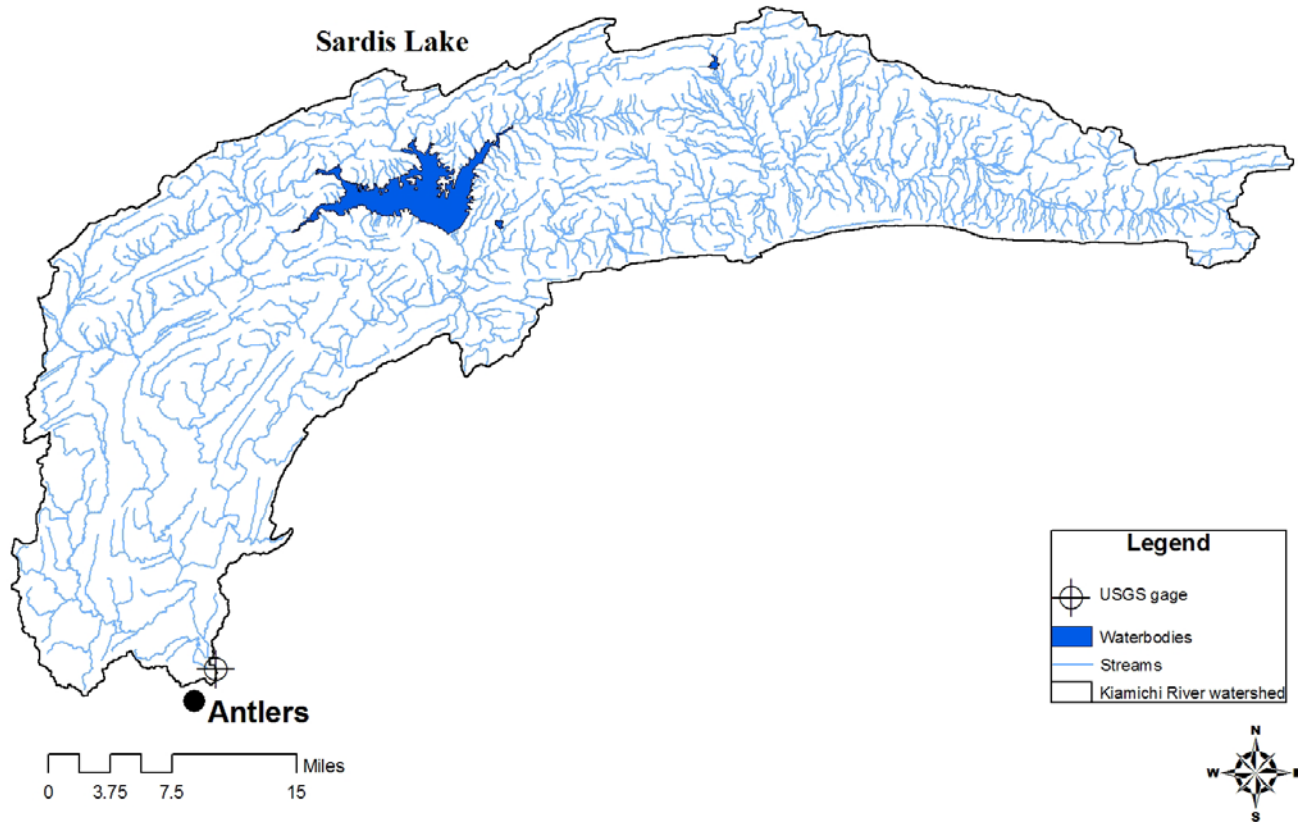 Sardis Lake
Legend
USGS gage
Waterbodies
Streams
Kiamichi River watershed
Antlers
Miles
0 3.75 7.5 15
N
W E
S